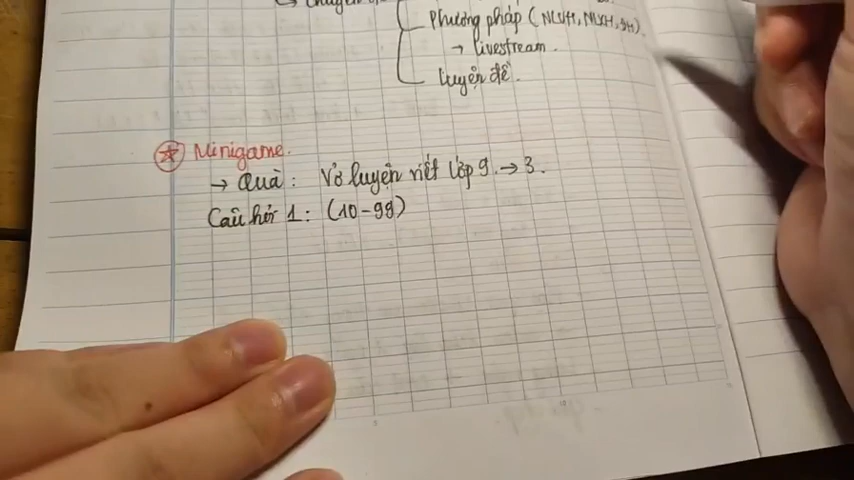 Phương pháp (NLVH, NLXH, 
→ livestream.
Luyện đề.
Minigame.
→ Quà: Vở luyện viết lớp 9. → 3.
Câu hỏi 1: (10-99)